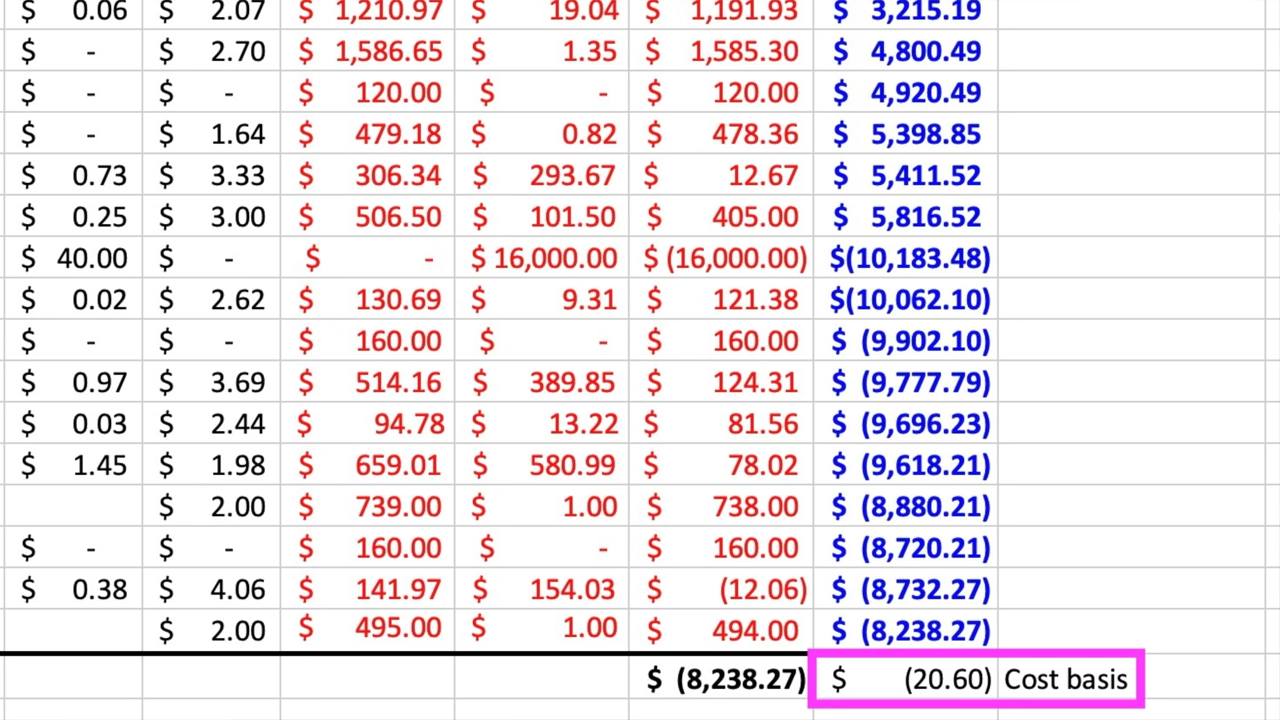 $ 0.06 $ 2.07 $ 1,210.97 $ 19.04 $ 1,191.93 $ 3,215.19
$ - $ 2.70 $ 1,586.65 $ 1.35 $ 1,585.30 $ 4,800.49
$ - $ - $ 120.00 $ - $ 120.00 $ 4,920.49
$ - $ 1.64 $ 479.18 $ 0.82 $ 478.36 $ 5,398.85
$ 0.73 $ 3.33 $ 306.34 $ 293.67 $ 12.67 $ 5,411.52
$ 0.25 $ 3.00 $ 506.50 $ 101.50 $ 405.00 $ 5,816.52
$ 40.00 $ - $ - $ 16,000.00 $ (16,000.00) $(10,183.48)
$ 0.02 $ 2.62 $ 130.69 $ 9.31 $ 121.38 $(10,062.10)
$ - $ - $ 160.00 $ - $ 160.00 $ (9,902.10)
$ 0.97 $ 3.69 $ 514.16 $ 389.85 $ 124.31 $ (9,777.79)
$ 0.03 $ 2.44 $ 94.78 $ 13.22 $ 81.56 $ (9,696.23)
$ 1.45 $ 1.98 $ 659.01 $ 580.99 $ 78.02 $ (9,618.21)
$ 2.00 $ 739.00 $ 1.00 $ 738.00 $ (8,880.21)
$ - $ - $ 160.00 $ - $ 160.00 $ (8,720.21)
$ 0.38 $ 4.06 $ 141.97 $ 154.03 $ (12.06) $ (8,732.27)
$ 2.00 $ 495.00 $ 1.00 $ 494.00 $ (8,238.27)
$ (8,238.27) $ (20.60) Cost basis